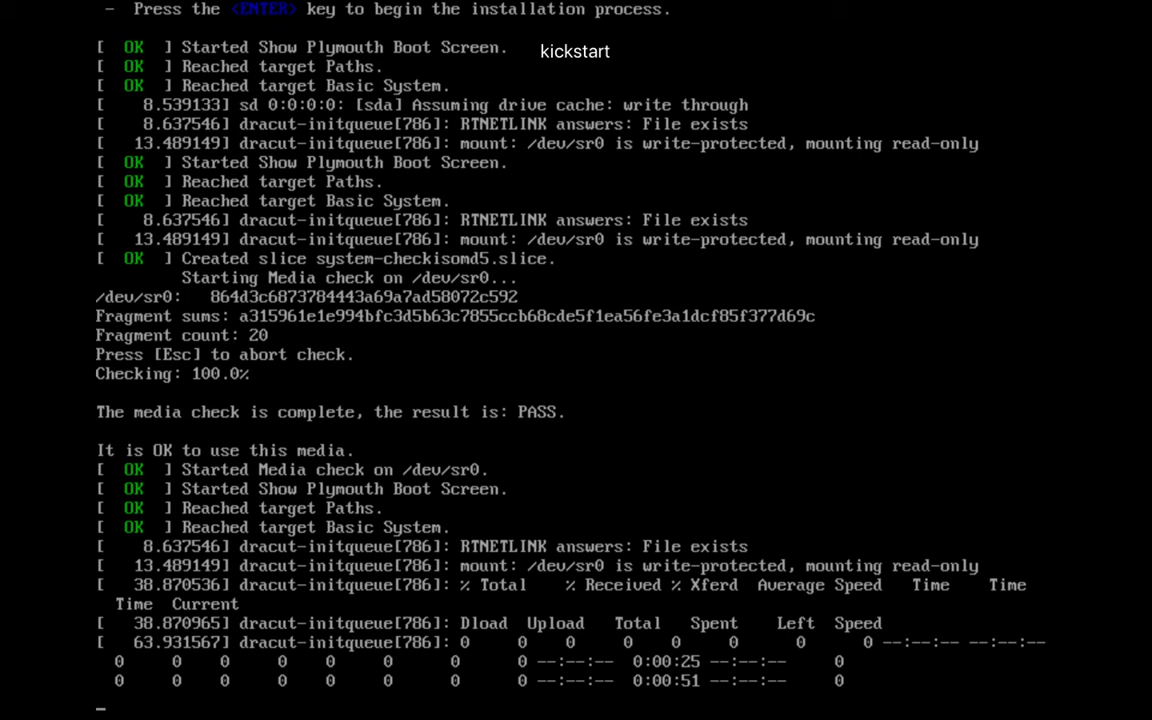 -  Press the <ENTER> key to begin the installation process.
[  OK  ] Started Show Plymouth Boot Screen.
kickstart
[  OK  ] Reached target Paths.
[  OK  ] Reached target Basic System.
[    8.539133] sd 0:0:0:0: [sda] Assuming drive cache: write through
[    8.637546] dracut-initqueue[786]: RTNETLINK answers: File exists
[   13.489149] dracut-initqueue[786]: mount: /dev/sr0 is write-protected, mounting read-only
[  OK  ] Started Show Plymouth Boot Screen.
[  OK  ] Reached target Paths.
[  OK  ] Reached target Basic System.
[    8.637546] dracut-initqueue[786]: RTNETLINK answers: File exists
[   13.489149] dracut-initqueue[786]: mount: /dev/sr0 is write-protected, mounting read-only
[  OK  ] Created slice system-checkisomd5.slice.
Starting Media check on /dev/sr0...
/dev/sr0:   864d3c6873784443a69a7ad58072c592
Fragment sums: a315961e1e994bfc3d5b63c7855ccb68cde5f1ea56fe3a1dcf85f377d69c
Fragment count: 20
Press [Esc] to abort check.
Checking: 100.0%
The media check is complete, the result is: PASS.
It is OK to use this media.
[  OK  ] Started Media check on /dev/sr0.
[  OK  ] Started Show Plymouth Boot Screen.
[  OK  ] Reached target Paths.
[  OK  ] Reached target Basic System.
[    8.637546] dracut-initqueue[786]: RTNETLINK answers: File exists
[   13.489149] dracut-initqueue[786]: mount: /dev/sr0 is write-protected, mounting read-only
[   38.870536] dracut-initqueue[786]: % Total    % Received % Xferd  Average Speed   Time    Time
Time  Current
[   38.870965] dracut-initqueue[786]: Dload  Upload   Total   Spent    Left  Speed
[   63.931567] dracut-initqueue[786]: 0     0    0     0    0     0      0      0 --:--:-- --:--:--
0     0    0     0    0     0      0      0 --:--:--  0:00:25 --:--:--     0
0     0    0     0    0     0      0      0 --:--:--  0:00:51 --:--:--     0
_